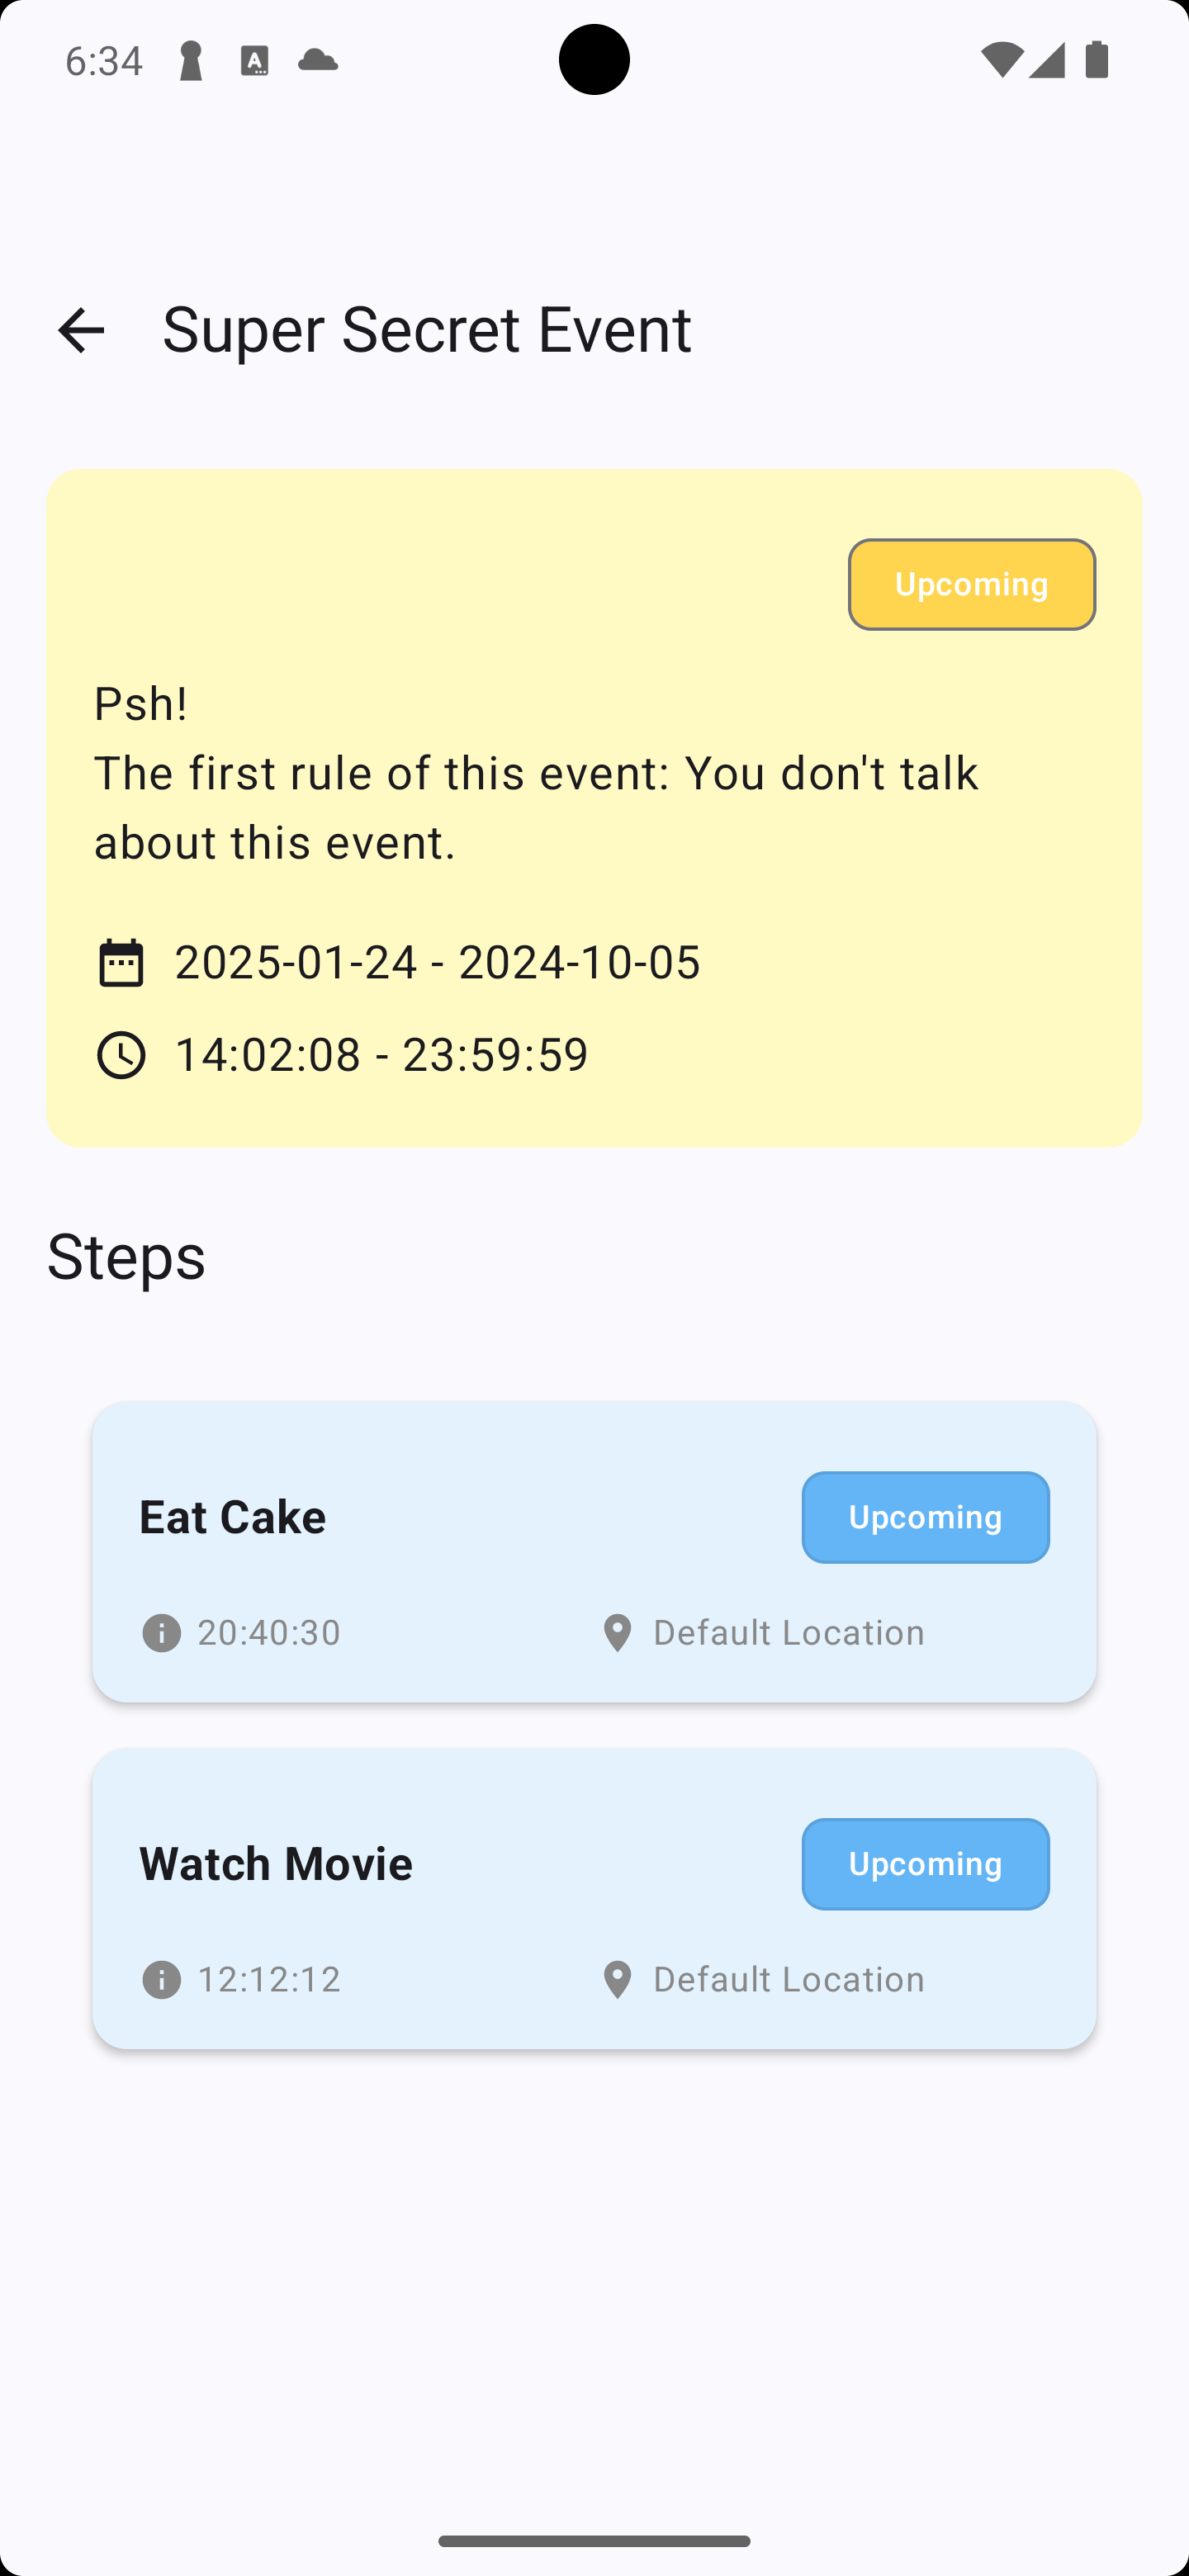 6:34
Super Secret Event
Upcoming
Psh!
The first rule of this event: You don't talk
about this event.
2025-01-24 - 2024-10-05
14:02:08 - 23:59:59
Steps
Eat Cake
Upcoming
20:40:30
Default Location
Watch Movie
Upcoming
12:12:12
Default Location